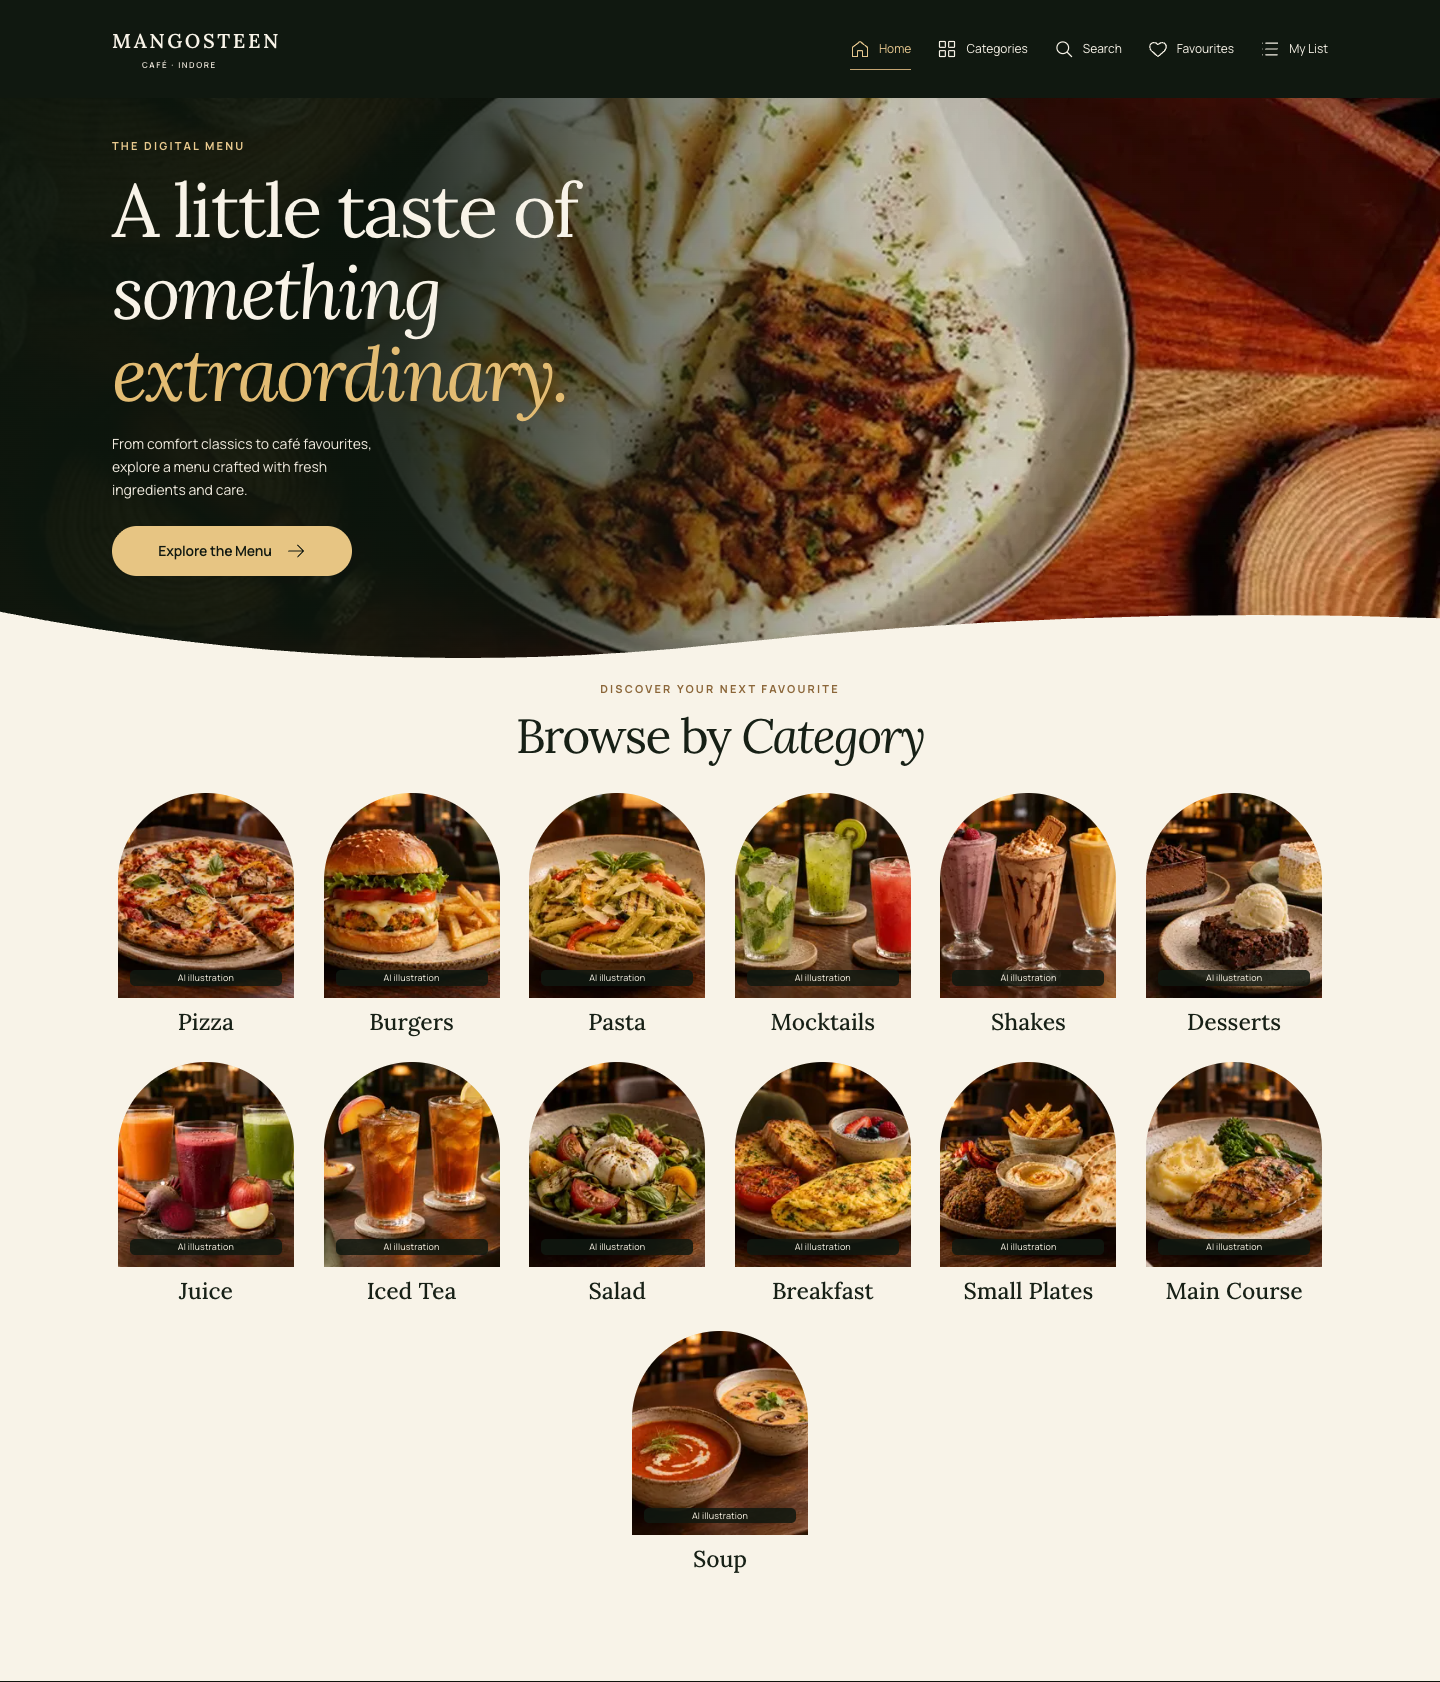 MANGOSTEEN
CAFÉ · INDORE
Home
Categories
Search
Favourites
My List
THE DIGITAL MENU
A little taste of
something
extraordinary.
From comfort classics to café favourites,
explore a menu crafted with fresh
ingredients and care.
Explore the Menu
DISCOVER YOUR NEXT FAVOURITE
Browse by Category
AI illustration
AI illustration
AI illustration
AI illustration
AI illustration
AI illustration
Pizza
Burgers
Pasta
Mocktails
Shakes
Desserts
AI illustration
AI illustration
AI illustration
AI illustration
AI illustration
AI illustration
Juice
Iced Tea
Salad
Breakfast
Small Plates
Main Course
AI illustration
Soup